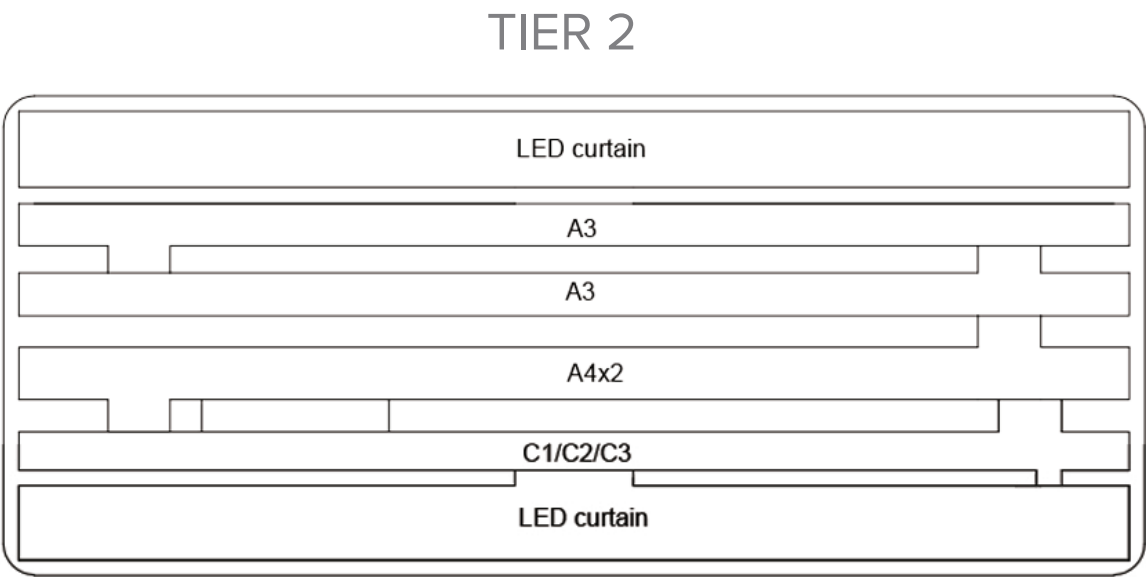 TIER 2
LED curtain
A3
A3
A4x2
C1/C2/C3
LED curtain